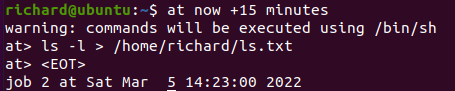 richard@ubuntu:~$ at now +15 minutes
warning: commands will be executed using /bin/sh
at> ls -l > /home/richard/ls.txt
at> <EOT>
job 2 at Sat Mar  5 14:23:00 2022